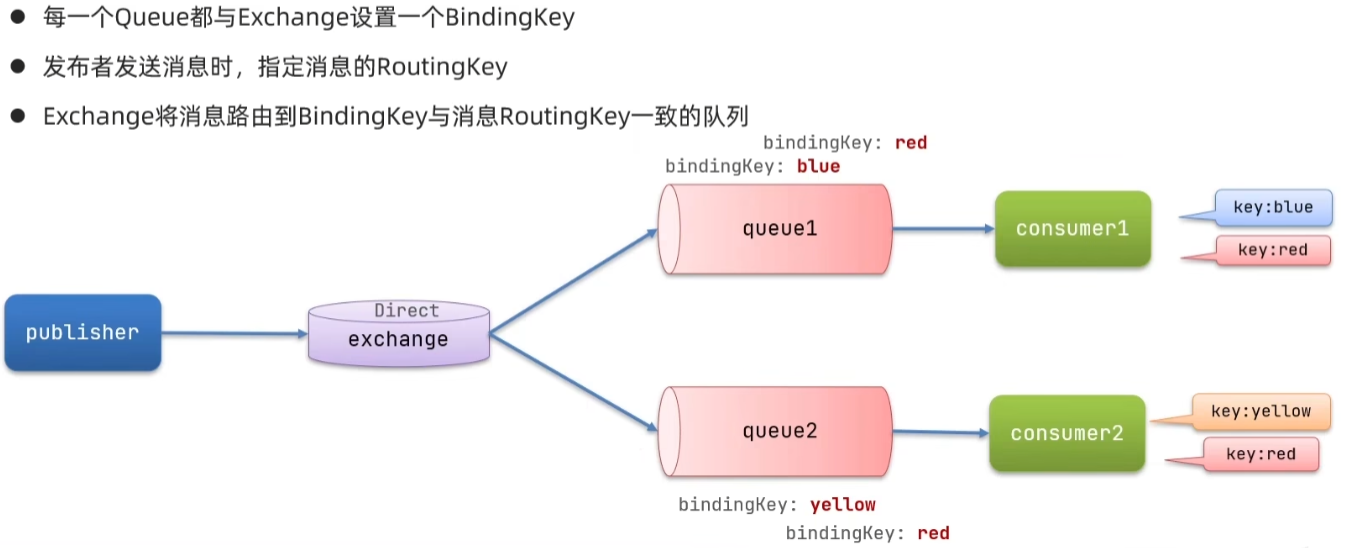 ● 每一个Queue都与Exchange设置一个BindingKey
● 发布者发送消息时，指定消息的RoutingKey
● Exchange将消息路由到BindingKey与消息RoutingKey一致的队列
bindingKey: red
bindingKey: blue
queue1
consumer1
key:blue
key:red
publisher
Direct
exchange
queue2
consumer2
key:yellow
key:red
bindingKey: yellow
bindingKey: red